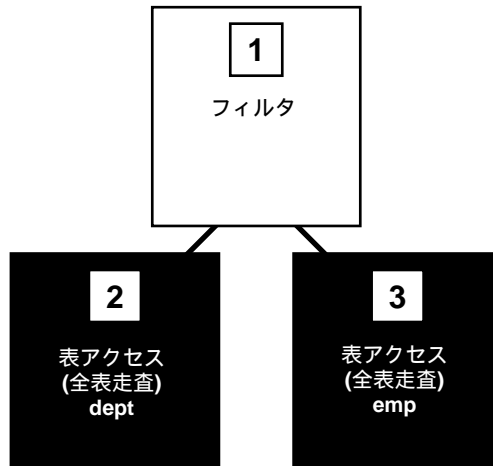 1
フィルタ
2
表アクセス
(全表走査)
dept
3
表アクセス
(全表走査)
emp